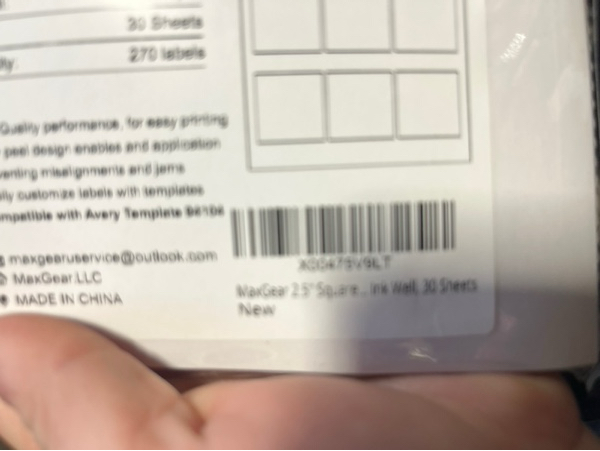 30 Sheets
270 labels
Quality performance, for easy printing
peel design enables and application
venting misalignments and jams
customize labels with templates
compatible with Avery Template
maxgearuservice@outlook.com
MaxGear.LLC
MADE IN CHINA
MaxGear 2.5" Square... Ink Well, 30 Sheets
New